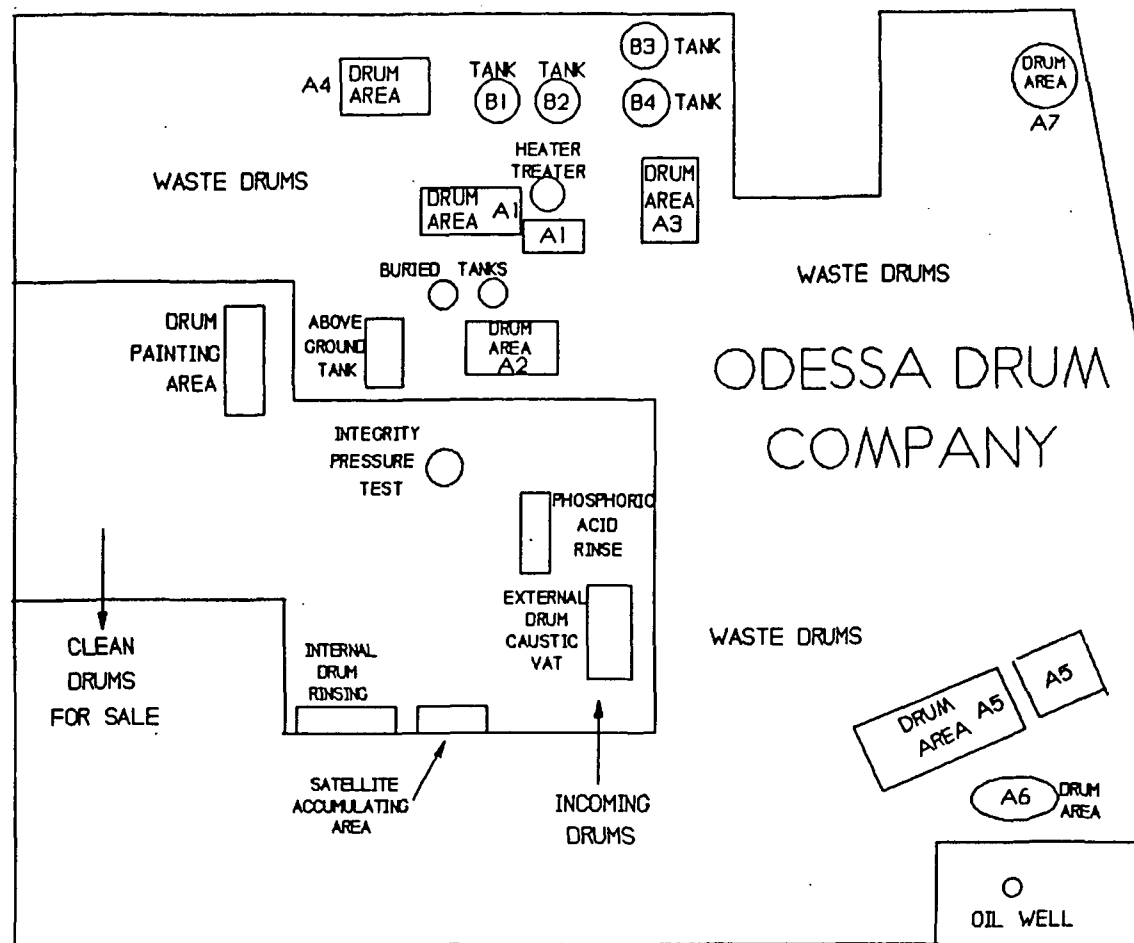 B3 TANK
A4
DRUM
AREA
TANK
B1
TANK
B2
B4 TANK
DRUM
AREA
A7
HEATER
TREATER
WASTE DRUMS
DRUM
AREA A1
A1
DRUM
AREA
A3
BURIED TANKS
WASTE DRUMS
DRUM
PAINTING
AREA
ABOVE
GROUND
TANK
DRUM
AREA
A2
ODESSA DRUM
COMPANY
INTEGRITY
PRESSURE
TEST
PHOSPHORIC
ACID
RINSE
EXTERNAL
DRUM
CAUSTIC
VAT
WASTE DRUMS
CLEAN
DRUMS
FOR SALE
INTERNAL
DRUM
RINSING
DRUM
AREA A5
A5
SATELLITE
ACCUMULATING
AREA
INCOMING
DRUMS
A6
DRUM
AREA
OIL WELL